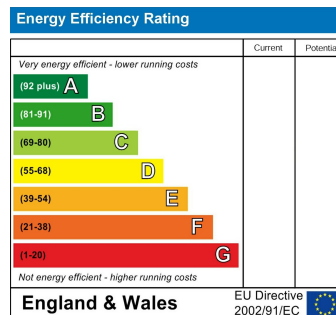 Energy Efficiency Rating
Current Potentia
Very energy efficient - lower running costs
(92 plus) A
(81-91) B
(69-80) C
(55-68) D
(39-54) E
(21-38) F
(1-20) G
Not energy efficient - higher running costs
England & Wales
EU Directive
2002/91/EC